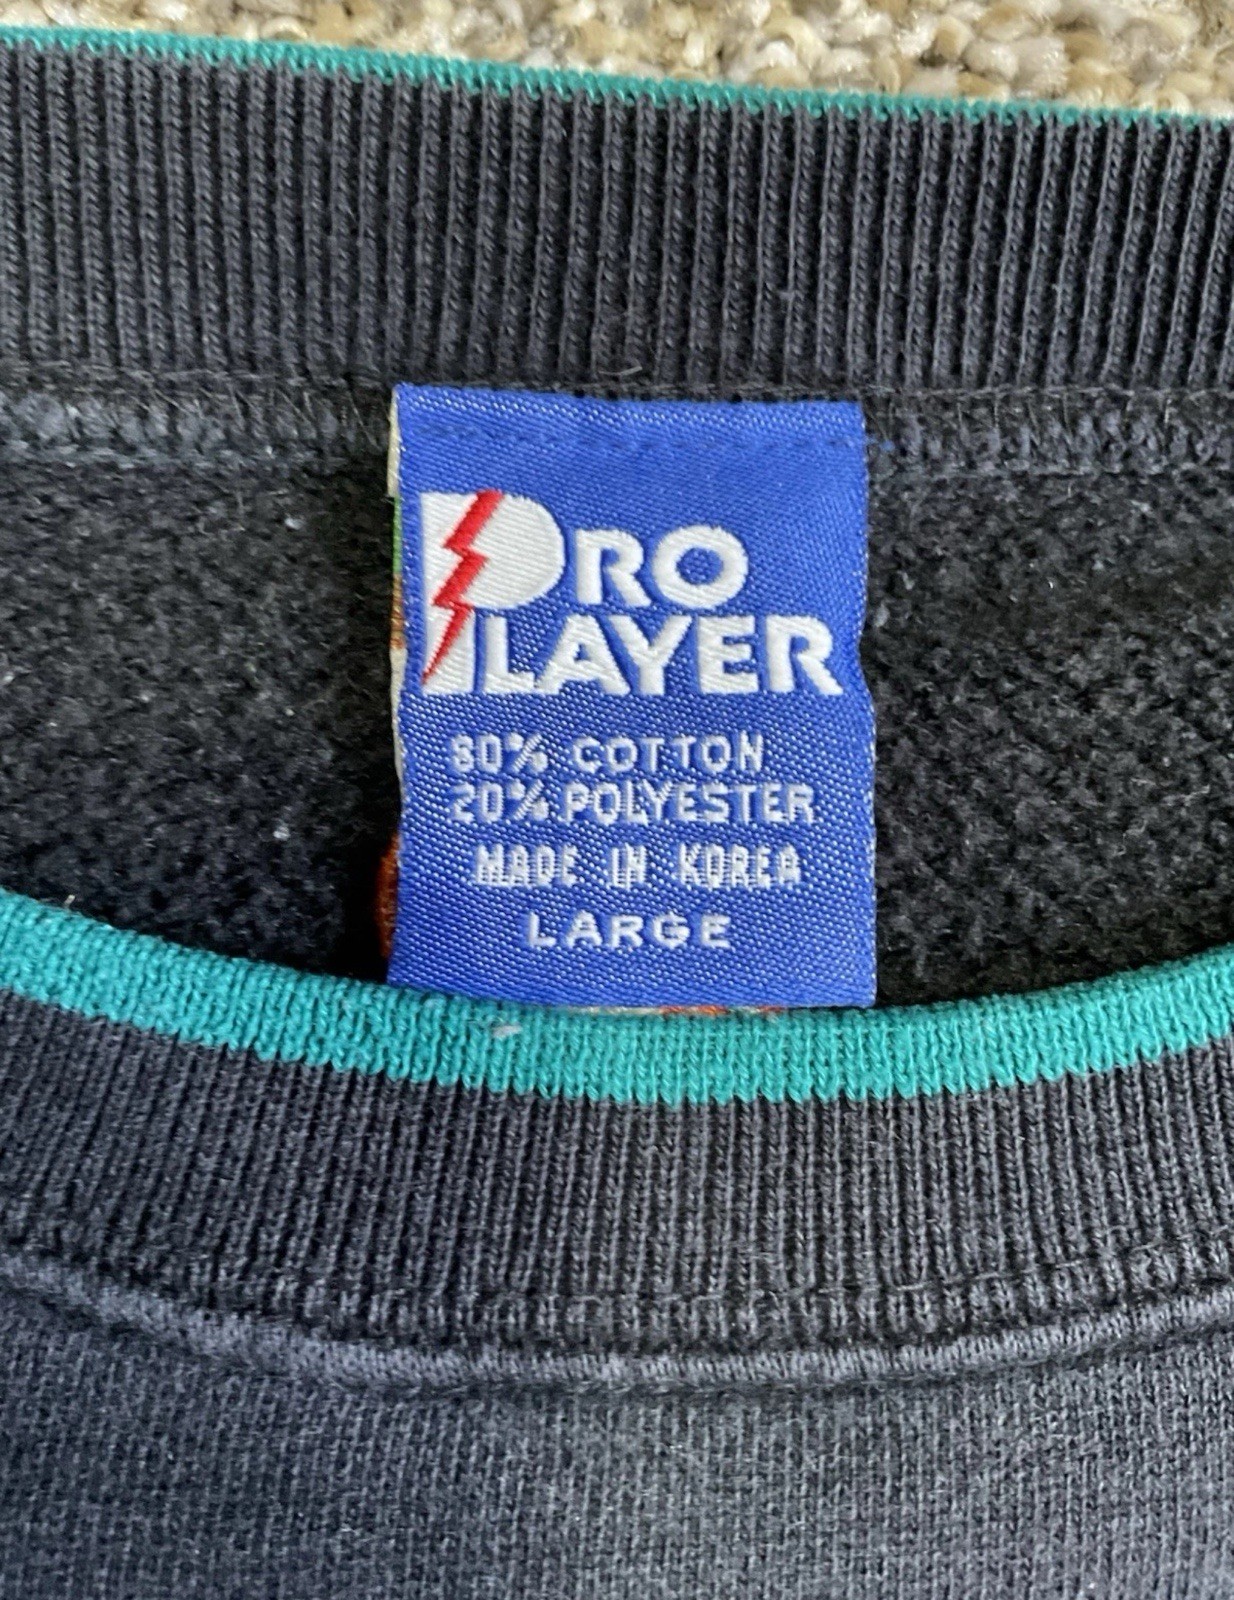 PRO
PLAYER
80% COTTON
20% POLYESTER
MADE IN KOREA
LARGE